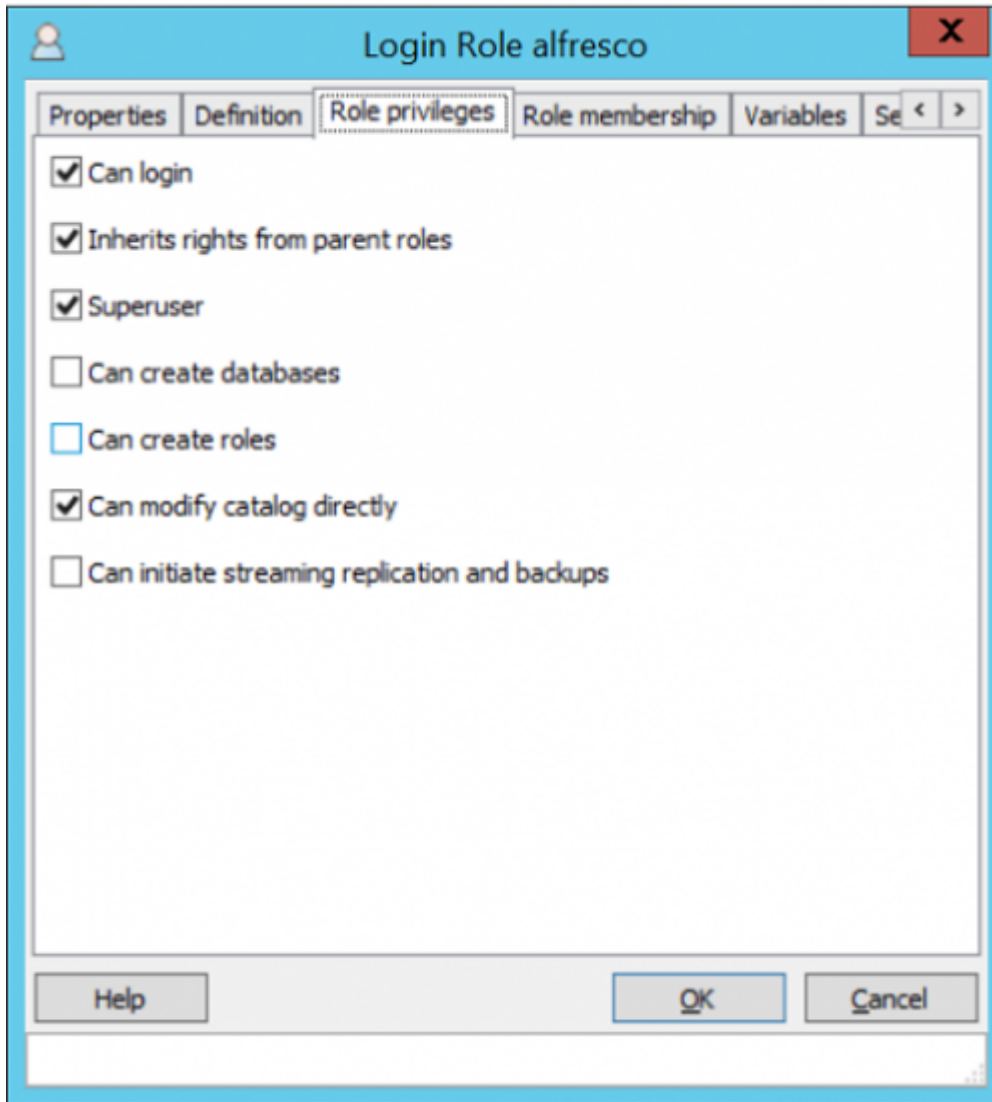 Login Role alfresco
Properties Definition Role privileges Role membership Variables Se
Can login
Inherits rights from parent roles
Superuser
Can create databases
Can create roles
Can modify catalog directly
Can initiate streaming replication and backups
Help OK Cancel